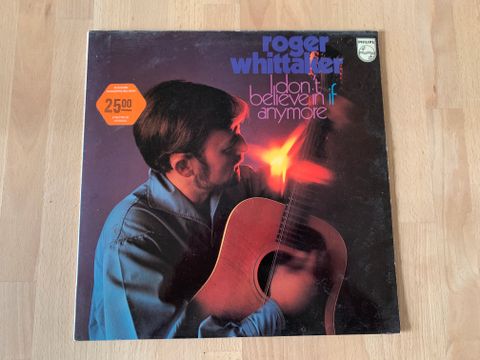 roger
whittaker
I don't
believe in if
anymore
PHILIPS
25.00